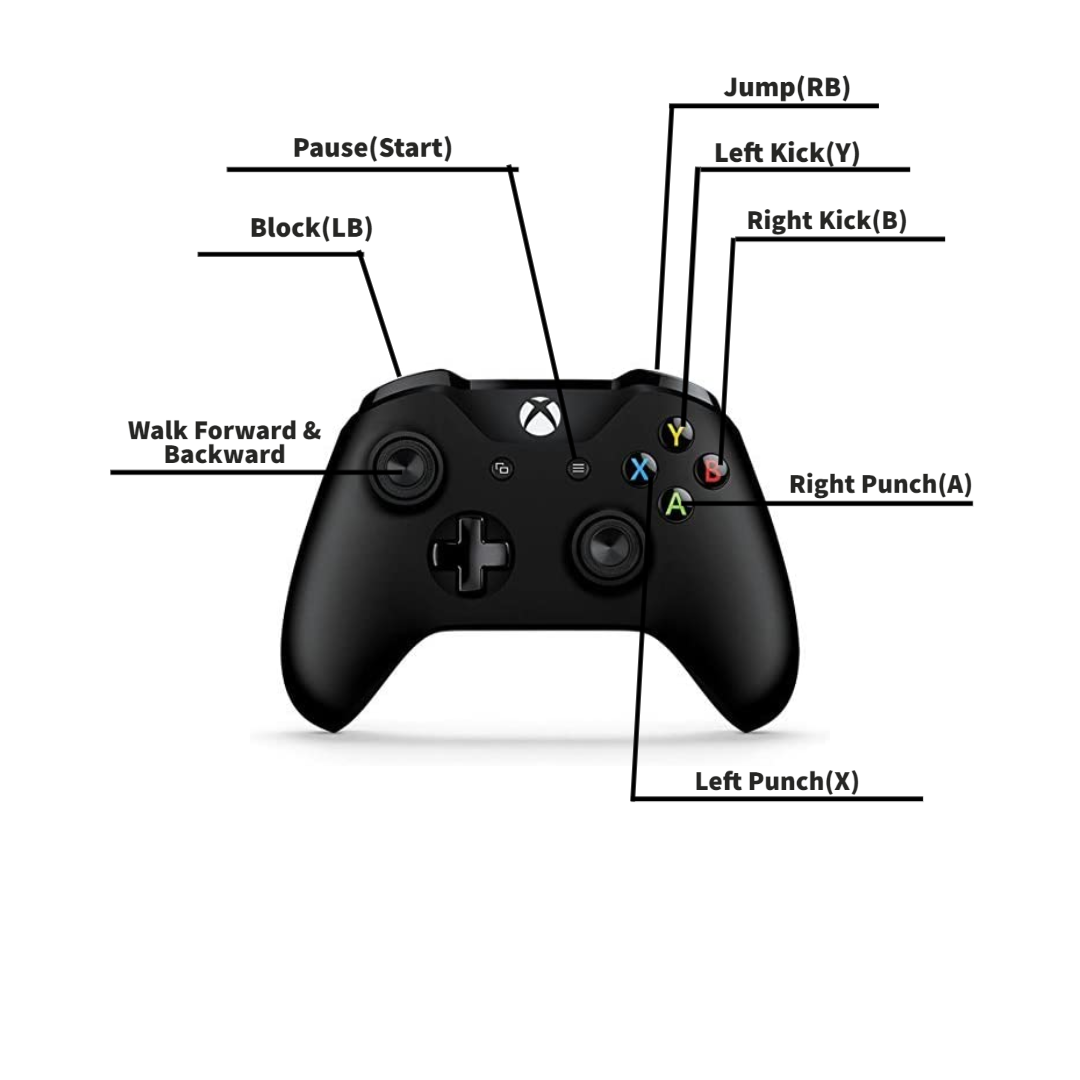 Jump(RB)
Pause(Start)
Left Kick(Y)
Right Kick(B)
Block(LB)
Walk Forward &
Backward
Y
X
B
A
Right Punch(A)
Left Punch(X)